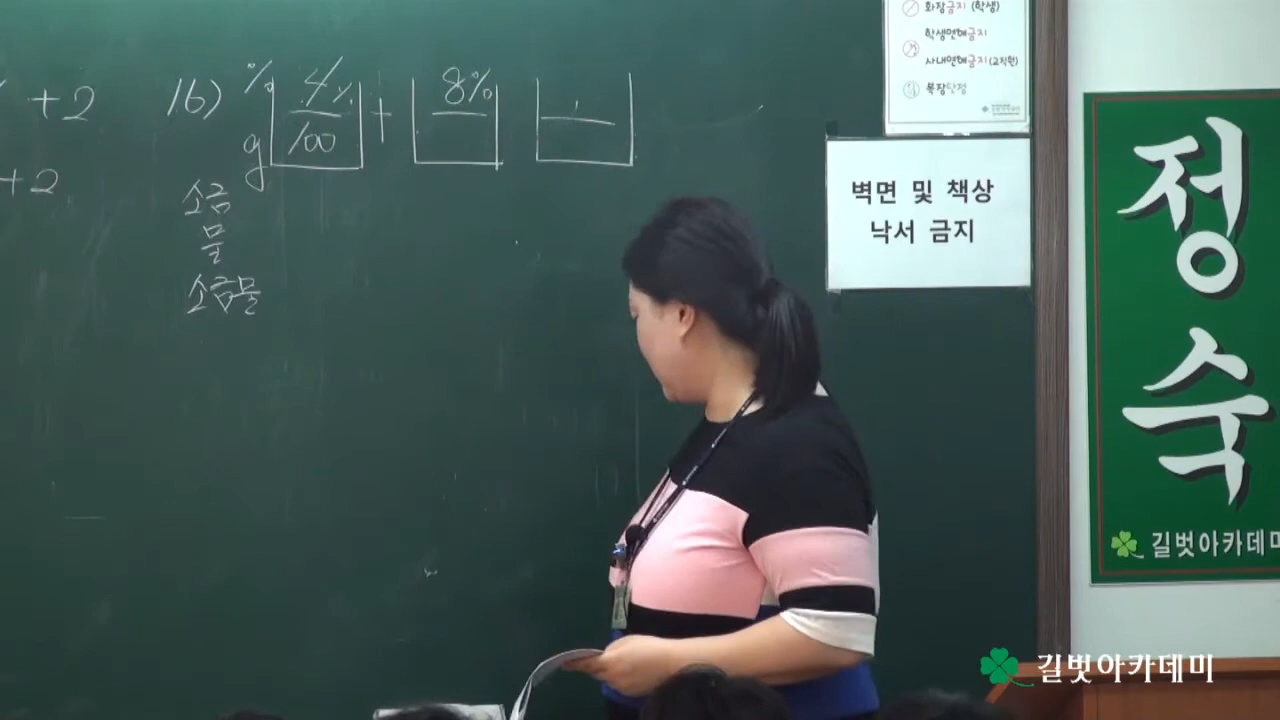 +2
+2
16) % 4% + 8%
g 100
소금
물
소금물
화장금지 (학생)
학생연애금지
사내연애금지 (교직원)
복장단정
벽면 및 책상
낙서 금지
정
숙
길벗아카데미
길벗아카데미